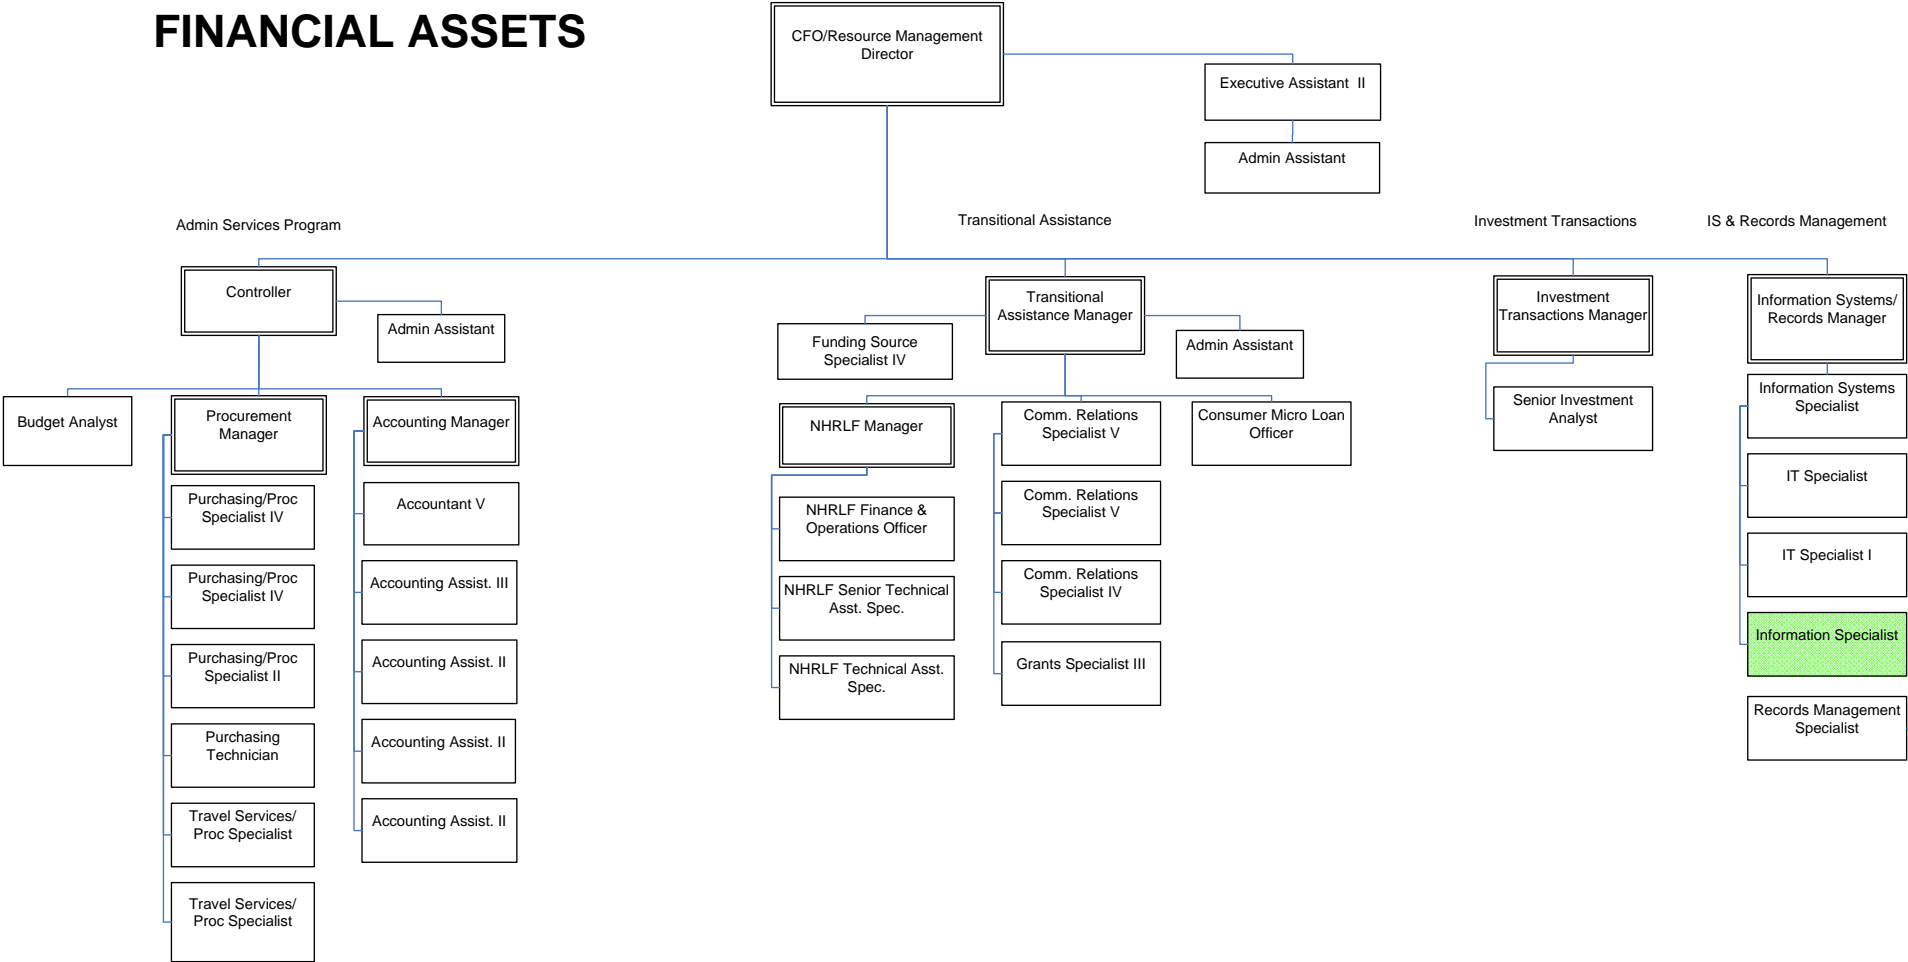 FINANCIAL ASSETS
CFO/Resource Management
Director
Executive Assistant  II
Admin Assistant
Admin Services Program
Transitional Assistance
Investment Transactions
IS & Records Management
Controller
Admin Assistant
Budget Analyst
Procurement
Manager
Purchasing/Proc
Specialist IV
Purchasing/Proc
Specialist IV
Purchasing/Proc
Specialist II
Purchasing
Technician
Travel Services/
Proc Specialist
Travel Services/
Proc Specialist
Accounting Manager
Accountant V
Accounting Assist. III
Accounting Assist. II
Accounting Assist. II
Accounting Assist. II
Transitional
Assistance Manager
Funding Source
Specialist IV
Admin Assistant
NHRLF Manager
NHRLF Finance &
Operations Officer
NHRLF Senior Technical
Asst. Spec.
NHRLF Technical Asst.
Spec.
Comm. Relations
Specialist V
Comm. Relations
Specialist V
Comm. Relations
Specialist IV
Grants Specialist III
Consumer Micro Loan
Officer
Investment
Transactions Manager
Senior Investment
Analyst
Information Systems/
Records Manager
Information Systems
Specialist
IT Specialist
IT Specialist I
Information Specialist
Records Management
Specialist